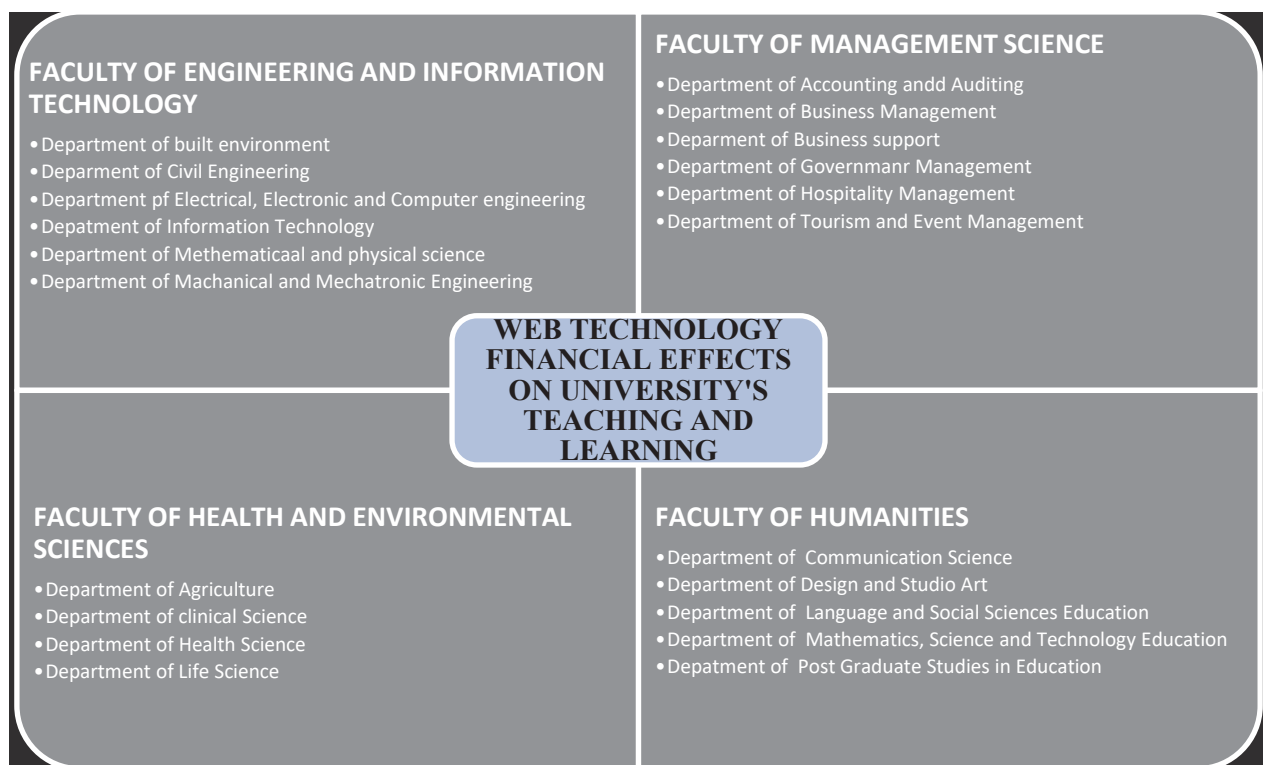 FACULTY OF ENGINEERING AND INFORMATION
TECHNOLOGY
•Department of built environment
•Deparment of Civil Engineering
•Department pf Electrical, Electronic and Computer engineering
•Depatment of Information Technology
•Department of Methematicaal and physical science
•Department of Machanical and Mechatronic Engineering
FACULTY OF MANAGEMENT SCIENCE
•Department of Accounting andd Auditing
•Department of Business Management
•Deparment of Business support
•Department of Governmanr Management
•Department of Hospitality Management
•Department of Tourism and Event Management
WEB TECHNOLOGY
FINANCIAL EFFECTS
ON UNIVERSITY'S
TEACHING AND
LEARNING
FACULTY OF HEALTH AND ENVIRONMENTAL
SCIENCES
•Department of Agriculture
•Department of clinical Science
•Department of Health Science
•Department of Life Science
FACULTY OF HUMANITIES
•Department of Communication Science
•Department of Design and Studio Art
•Department of Language and Social Sciences Education
•Department of Mathematics, Science and Technology Education
•Depatment of Post Graduate Studies in Education